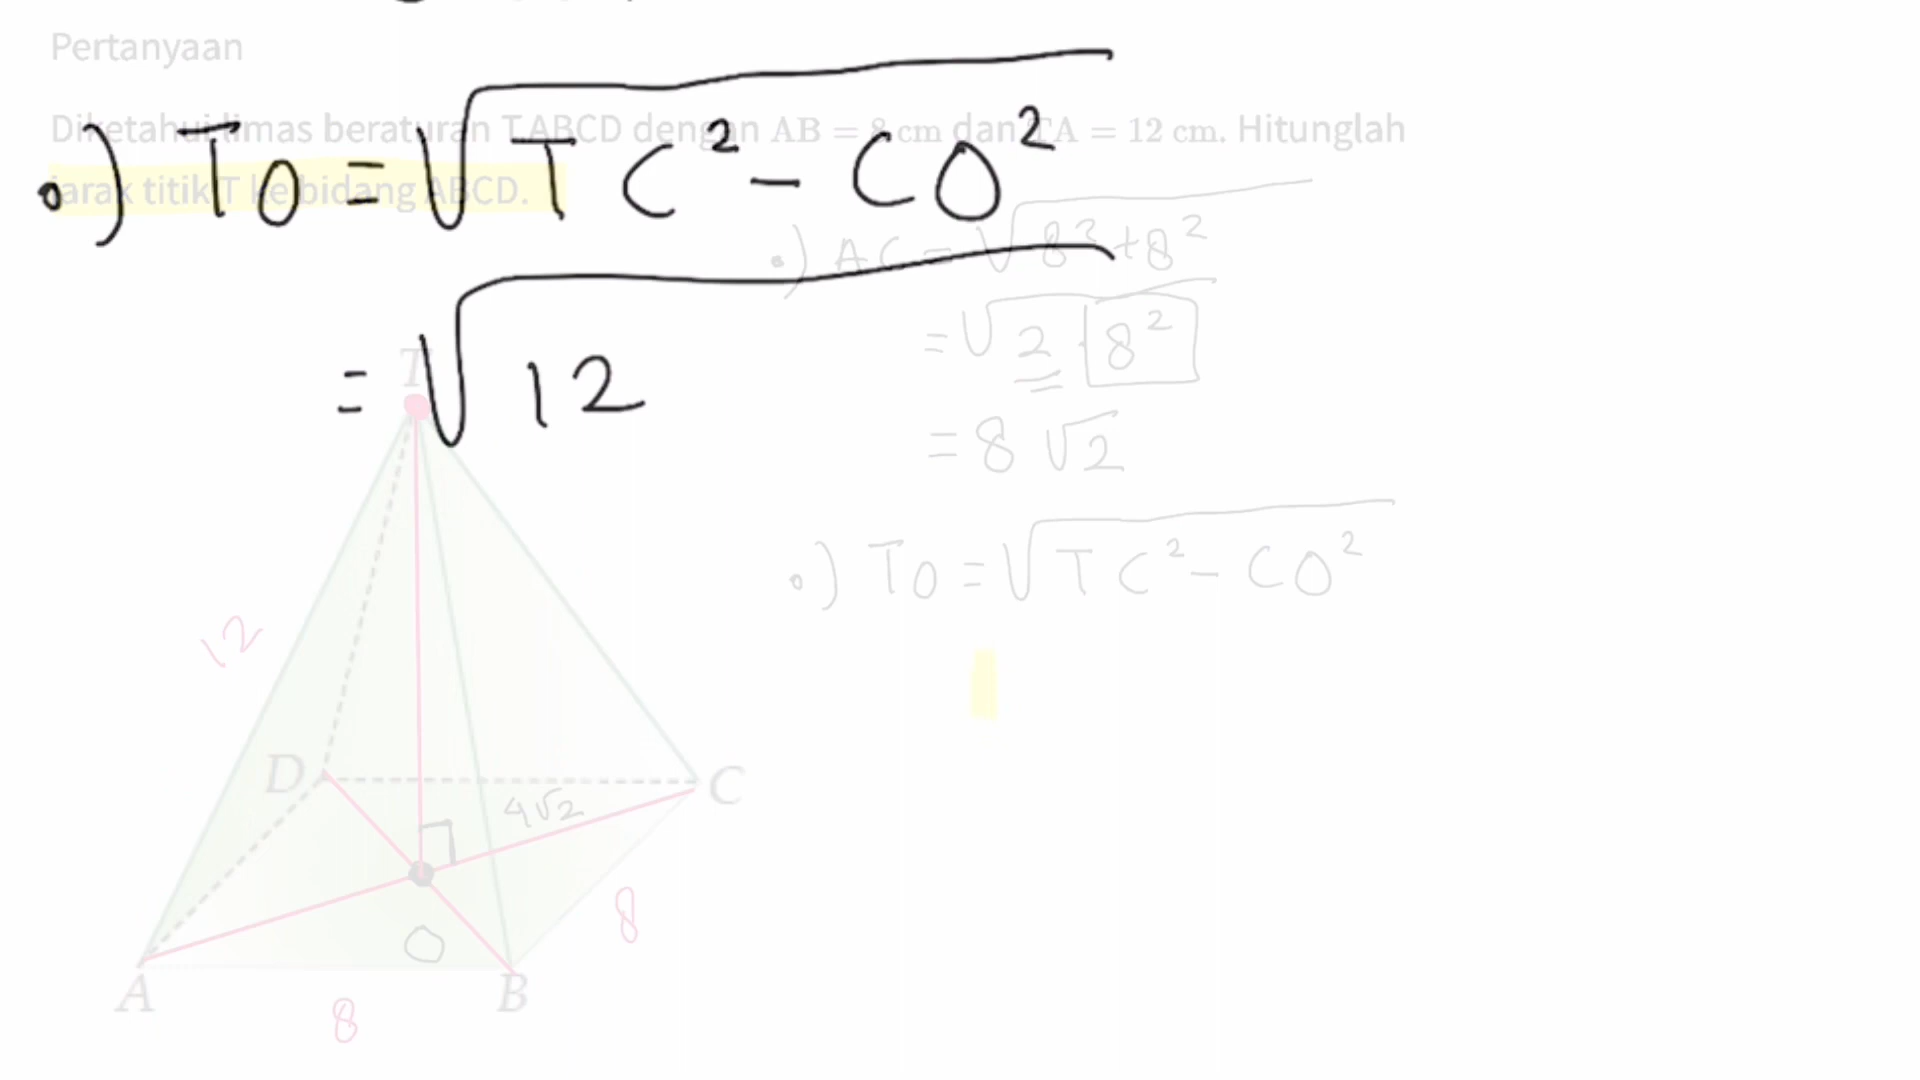 Pertanyaan
Diketahui limas beraturan T.ABCD dengan AB = 8 cm dan TA = 12 cm. Hitunglah
jarak titik T ke bidang ABCD.
•) TO = √TC² - CO²
= √12
•) AC = √8² + 8²
= √2 · 8²
= 8 √2
•) TO = √TC² - CO²
T
12
D
C
4√2
8
O
A
B
8